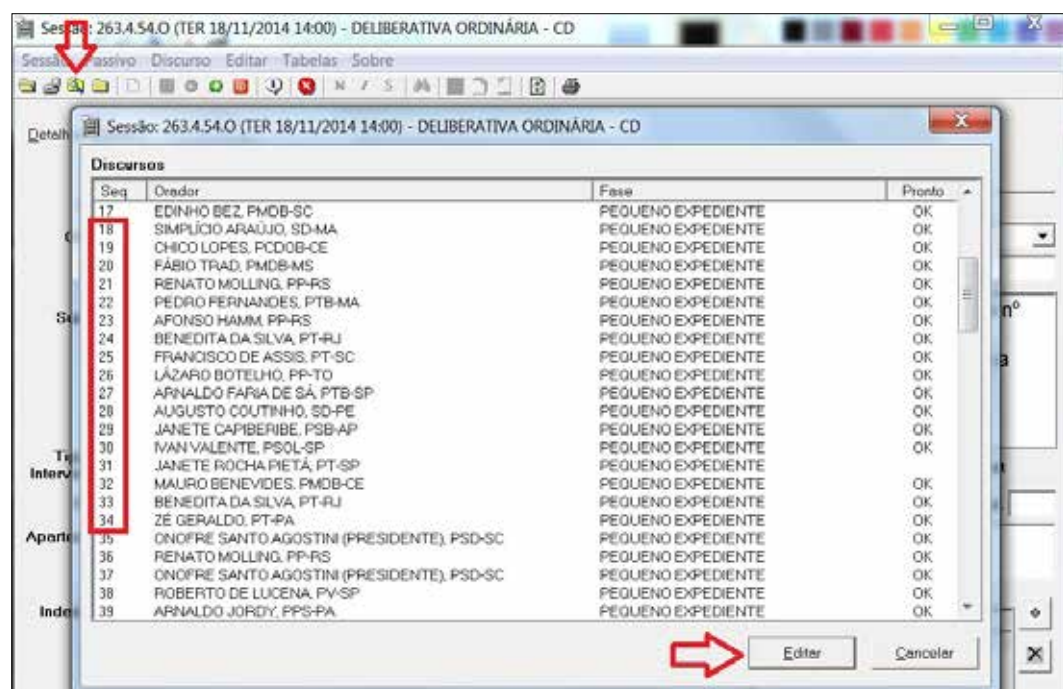 Sessão: 263.4.54.O (TER 18/11/2014 14:00) - DELIBERATIVA ORDINÁRIA - CD
Discurso Editar Tabelas Sobre
N I S
Sessão: 263.4.54.O (TER 18/11/2014 14:00) - DELIBERATIVA ORDINÁRIA - CD
Discursos
Seq Orador Fase Pronto
17 EDINHO BEZ, PMDB-SC PEQUENO EXPEDIENTE OK
18 SIMPLÍCIO ARAÚJO, SD-MA PEQUENO EXPEDIENTE OK
19 CHICO LOPES, PCDOB-CE PEQUENO EXPEDIENTE OK
20 FÁBIO TRAD, PMDB-MS PEQUENO EXPEDIENTE OK
21 RENATO MOLLING, PP-RS PEQUENO EXPEDIENTE OK
22 PEDRO FERNANDES, PTB-MA PEQUENO EXPEDIENTE OK
23 AFONSO HAMM, PP-RS PEQUENO EXPEDIENTE OK
24 BENEDITA DA SILVA, PT-RJ PEQUENO EXPEDIENTE OK
25 FRANCISCO DE ASSIS, PT-SC PEQUENO EXPEDIENTE OK
26 LÁZARO BOTELHO, PP-TO PEQUENO EXPEDIENTE OK
27 ARNALDO FARIA DE SÁ, PTB-SP PEQUENO EXPEDIENTE OK
28 AUGUSTO COUTINHO, SD-PE PEQUENO EXPEDIENTE OK
29 JANETE CAPIBERIBE, PSB-AP PEQUENO EXPEDIENTE OK
30 IVAN VALENTE, PSOL-SP PEQUENO EXPEDIENTE OK
31 JANETE ROCHA PIETÁ, PT-SP PEQUENO EXPEDIENTE
32 MAURO BENEVIDES, PMDB-CE PEQUENO EXPEDIENTE OK
33 BENEDITA DA SILVA, PT-RJ PEQUENO EXPEDIENTE OK
34 ZÉ GERALDO, PT-PA PEQUENO EXPEDIENTE OK
35 ONOFRE SANTO AGOSTINI (PRESIDENTE), PSD-SC PEQUENO EXPEDIENTE OK
36 RENATO MOLLING, PP-RS PEQUENO EXPEDIENTE OK
37 ONOFRE SANTO AGOSTINI (PRESIDENTE), PSD-SC PEQUENO EXPEDIENTE OK
38 ROBERTO DE LUCENA, PV-SP PEQUENO EXPEDIENTE OK
39 ARNALDO JORDY, PPS-PA PEQUENO EXPEDIENTE OK
Editar Cancelar
nº